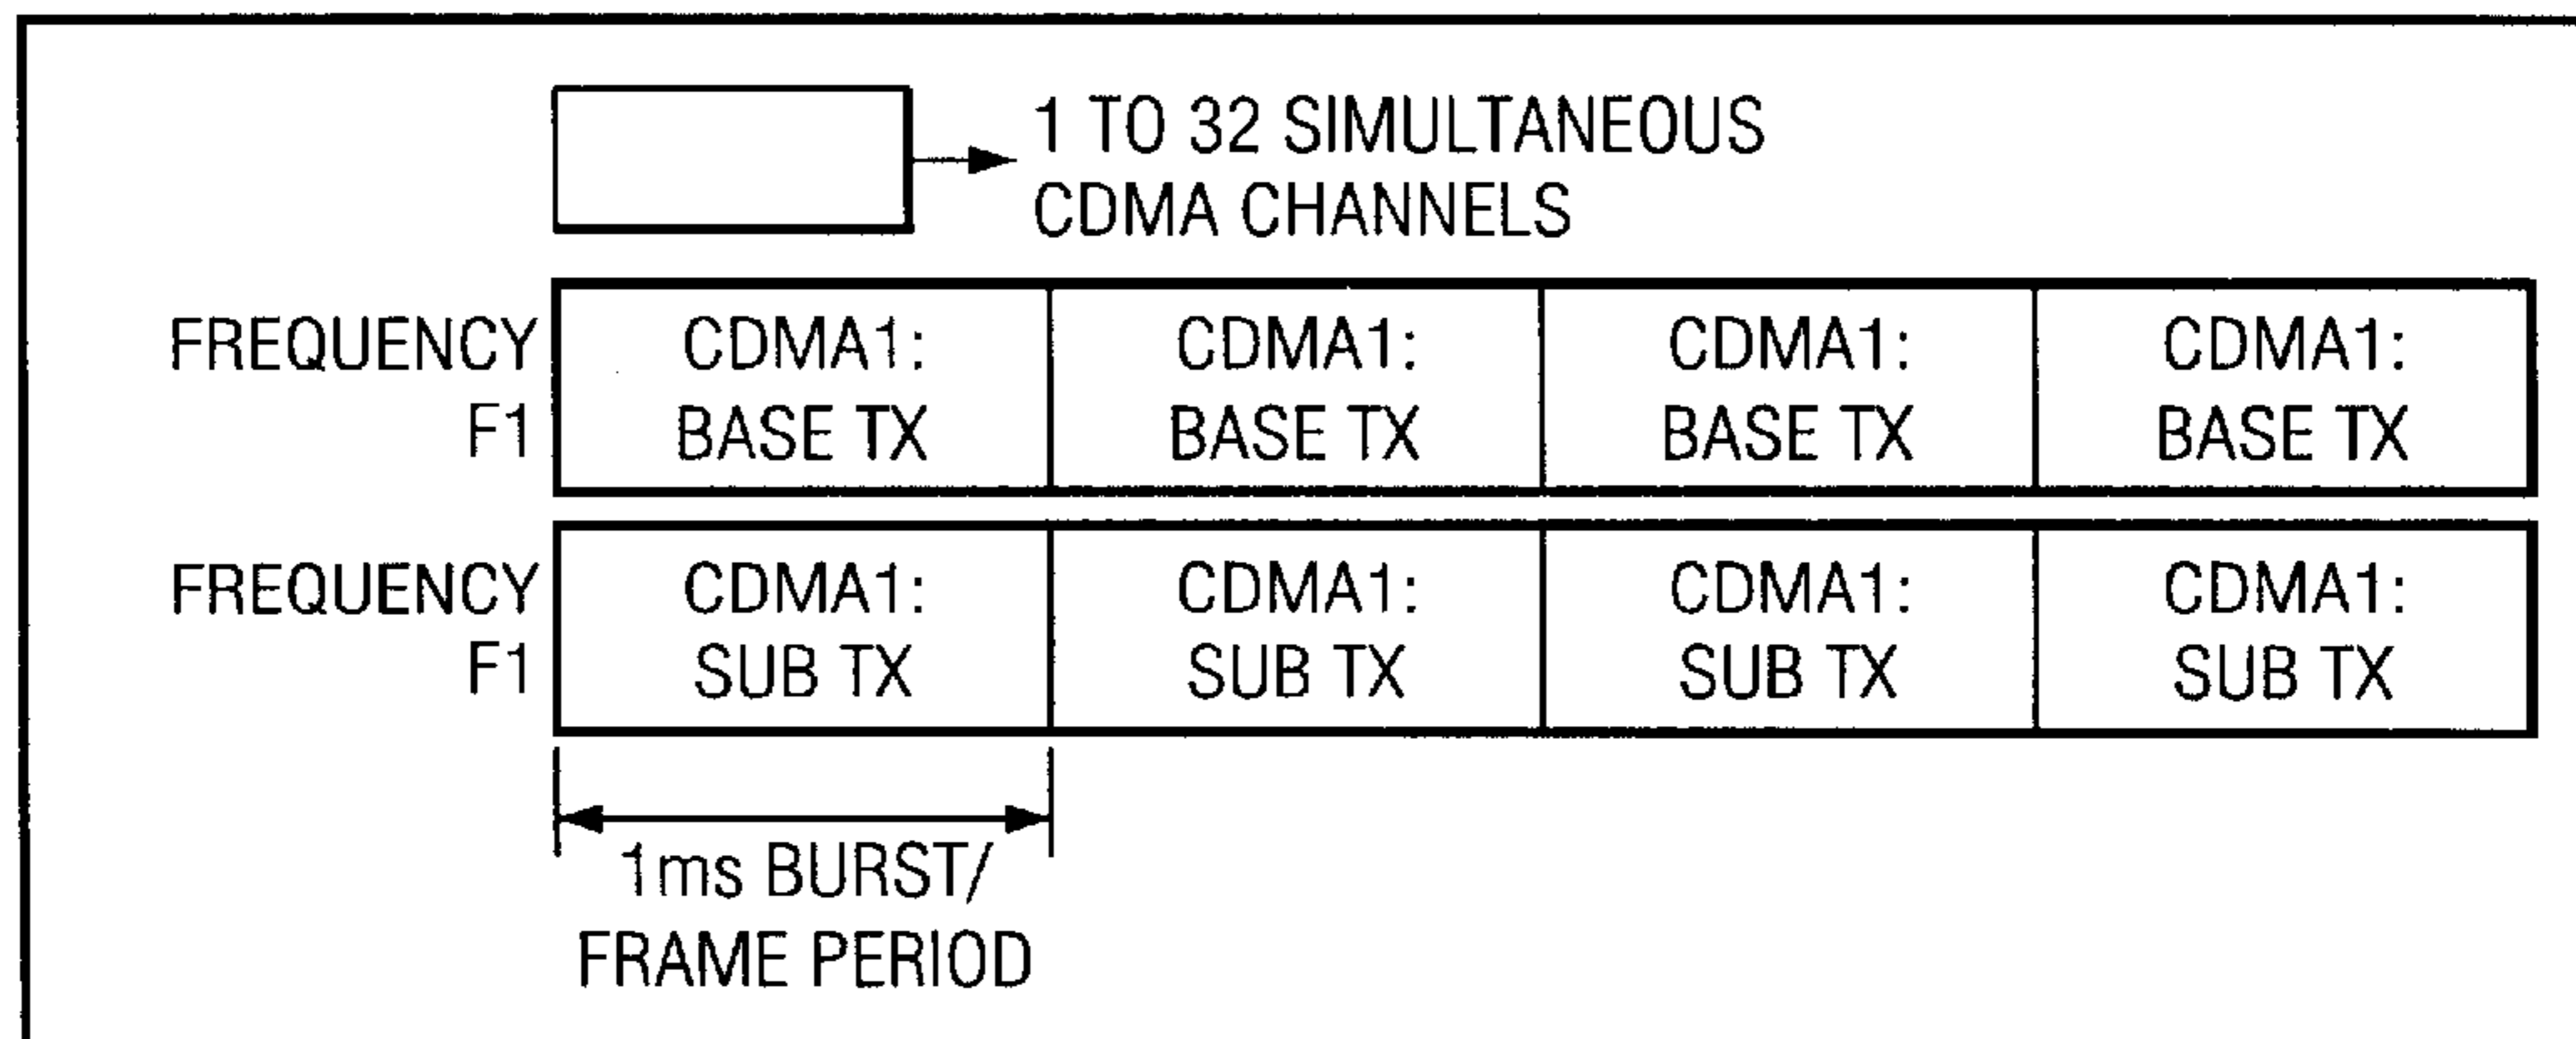 1 TO 32 SIMULTANEOUS
CDMA CHANNELS
FREQUENCY
F1
CDMA1:
BASE TX
CDMA1:
BASE TX
CDMA1:
BASE TX
CDMA1:
BASE TX
FREQUENCY
F1
CDMA1:
SUB TX
CDMA1:
SUB TX
CDMA1:
SUB TX
CDMA1:
SUB TX
1ms BURST/
FRAME PERIOD